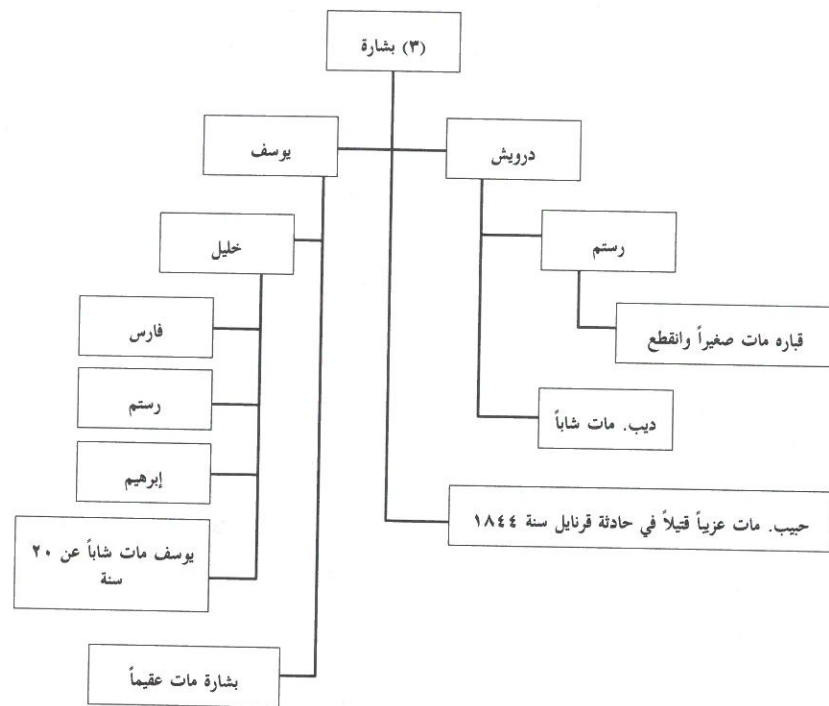 (٣) بشارة
درويش
يوسف
رستم
خليل
قباره مات صغيراً وانقطع
فارس
ديب. مات شاباً
رستم
إبرهيم
حبيب. مات عزيباً قتيلاً في حادثة قرنايل سنة ١٨٤٤
يوسف مات شاباً عن ٢٠
سنة
بشارة مات عقيماً